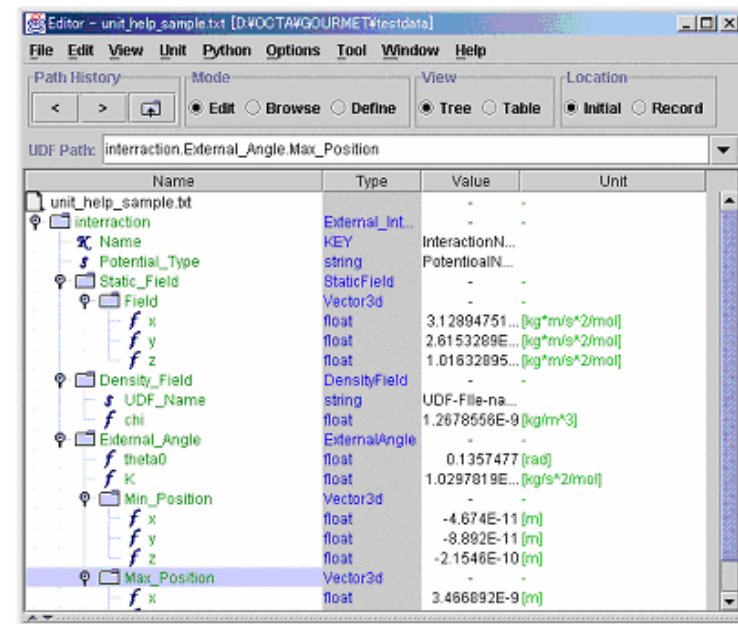 Editor - unit_help_sample.txt [D:¥OCTA¥GOURMET¥testdata]
File Edit View Unit Python Options Tool Window Help
Path History Mode View Location
< > Edit Browse Define Tree Table Initial Record
UDF Path: interraction.External_Angle.Max_Position
Name Type Value Unit
unit_help_sample.txt - -
interraction External_Int... - -
Name KEY InteractionN...
Potential_Type string PotentioalN...
Static_Field StaticField - -
Field Vector3d - -
x float 3.12894751... [kg*m/s^2/mol]
y float 2.6153289E... [kg*m/s^2/mol]
z float 1.01632895... [kg*m/s^2/mol]
Density_Field DensityField - -
UDF_Name string UDF-FIle-na...
chi float 1.2678556E-9 [kg/m^3]
External_Angle ExternalAngle - -
theta0 float 0.1357477 [rad]
K float 1.0297819E... [kg/s^2/mol]
Min_Position Vector3d - -
x float -4.674E-11 [m]
y float -8.892E-11 [m]
z float -2.1546E-10 [m]
Max_Position Vector3d - -
x float 3.466892E-9 [m]